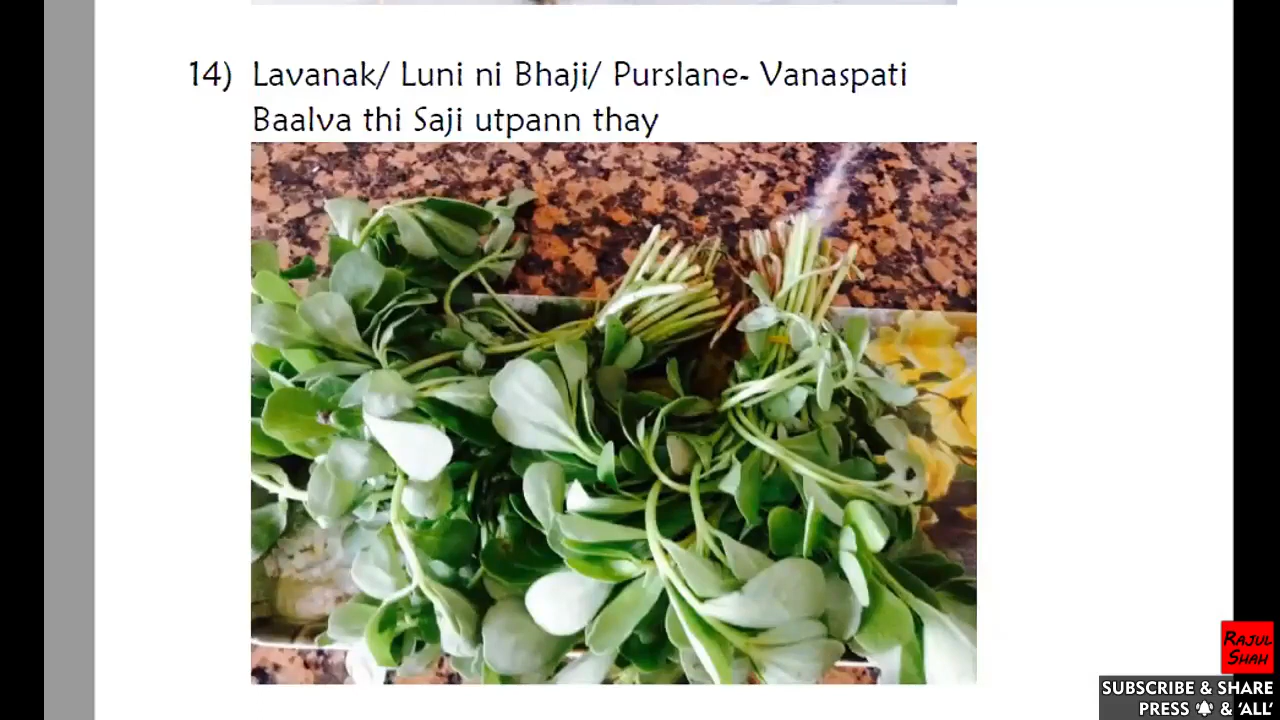 14) Lavanak/ Luni ni Bhaji/ Purslane- Vanaspati
Baalva thi Saji utpann thay
RAJUL
SHAH
SUBSCRIBE & SHARE
PRESS 🔔 & 'ALL'